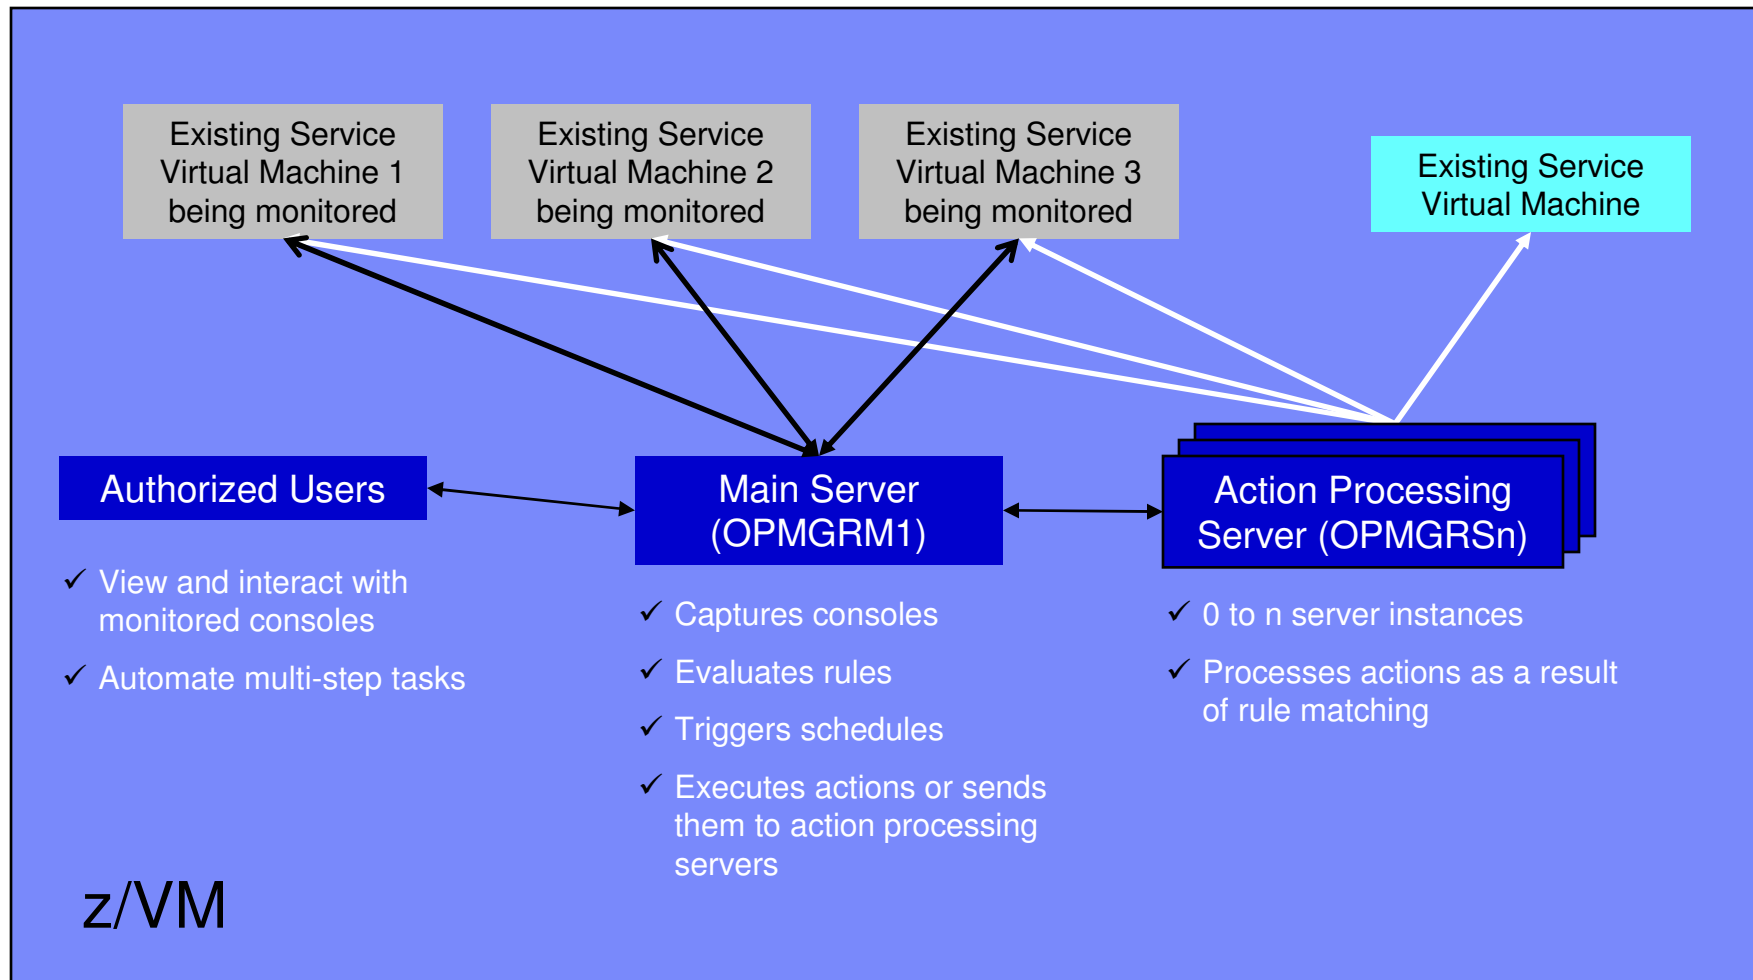 Existing Service
Virtual Machine 1
being monitored
Existing Service
Virtual Machine 2
being monitored
Existing Service
Virtual Machine 3
being monitored
Existing Service
Virtual Machine
Authorized Users
Main Server
(OPMGRM1)
Action Processing
Server (OPMGRSn)
✓ View and interact with
monitored consoles
✓ Automate multi-step tasks
✓ Captures consoles
✓ Evaluates rules
✓ Triggers schedules
✓ Executes actions or sends
them to action processing
servers
✓ 0 to n server instances
✓ Processes actions as a result
of rule matching
z/VM